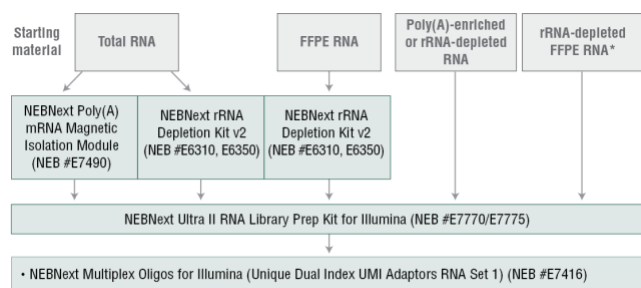 Starting
material
Total RNA
FFPE RNA
Poly(A)-enriched
or rRNA-depleted
RNA
rRNA-depleted
FFPE RNA*
NEBNext Poly(A)
mRNA Magnetic
Isolation Module
(NEB #E7490)
NEBNext rRNA
Depletion Kit v2
(NEB #E6310, E6350)
NEBNext rRNA
Depletion Kit v2
(NEB #E6310, E6350)
NEBNext Ultra II RNA Library Prep Kit for Illumina (NEB #E7770/E7775)
• NEBNext Multiplex Oligos for Illumina (Unique Dual Index UMI Adaptors RNA Set 1) (NEB #E7416)